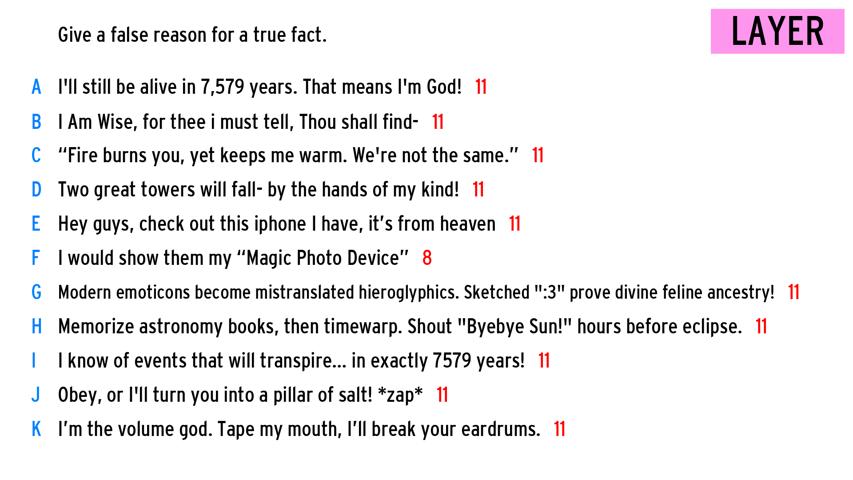 Give a false reason for a true fact.
LAYER
A I'll still be alive in 7,579 years. That means I'm God! 11
B I Am Wise, for thee i must tell, Thou shall find- 11
C “Fire burns you, yet keeps me warm. We're not the same.” 11
D Two great towers will fall- by the hands of my kind! 11
E Hey guys, check out this iphone I have, it’s from heaven 11
F I would show them my “Magic Photo Device” 8
G Modern emoticons become mistranslated hieroglyphics. Sketched ":3" prove divine feline ancestry! 11
H Memorize astronomy books, then timewarp. Shout "Byebye Sun!" hours before eclipse. 11
I I know of events that will transpire... in exactly 7579 years! 11
J Obey, or I'll turn you into a pillar of salt! *zap* 11
K I’m the volume god. Tape my mouth, I’ll break your eardrums. 11